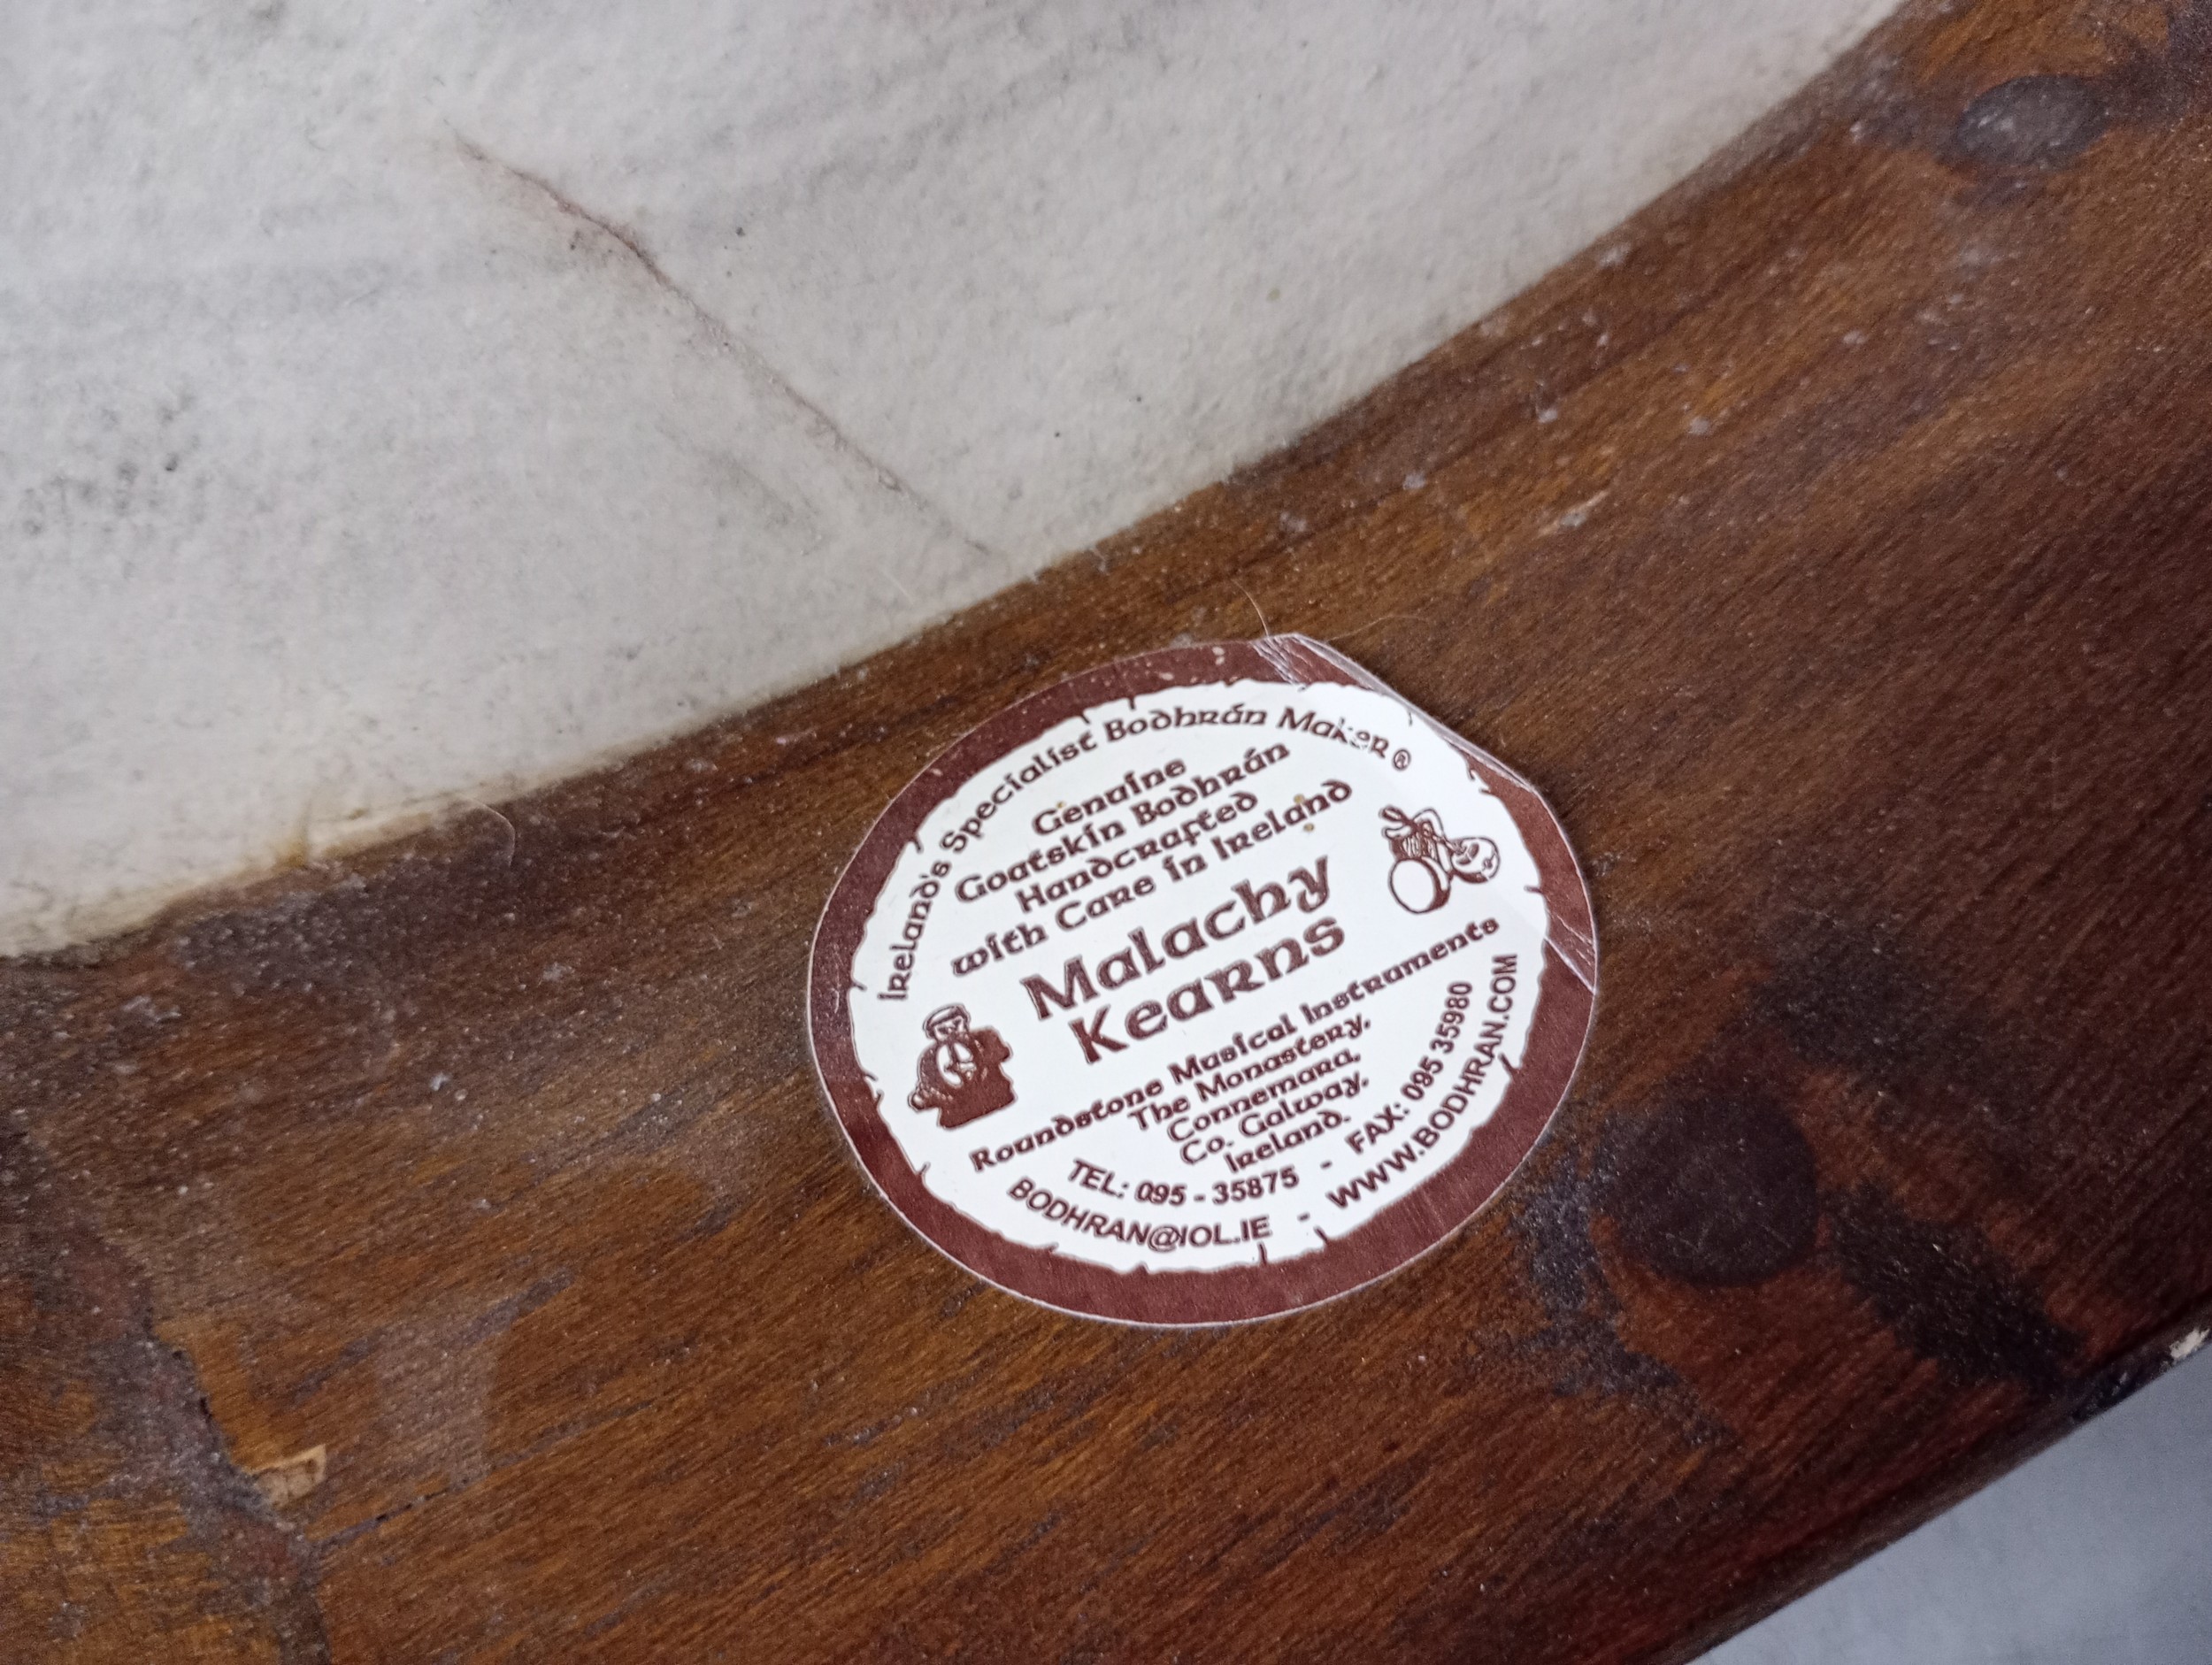 Ireland's Specialist Bodhrán Maker ®
Genuine
Goatskin Bodhrán
Handcrafted
with Care in Ireland
Malachy
Kearns
Roundstone Musical Instruments
The Monastery,
Connemara,
Co. Galway,
Ireland.
TEL: 095 - 35875 - FAX: 095 35980
BODHRAN@IOL.IE - WWW.BODHRAN.COM